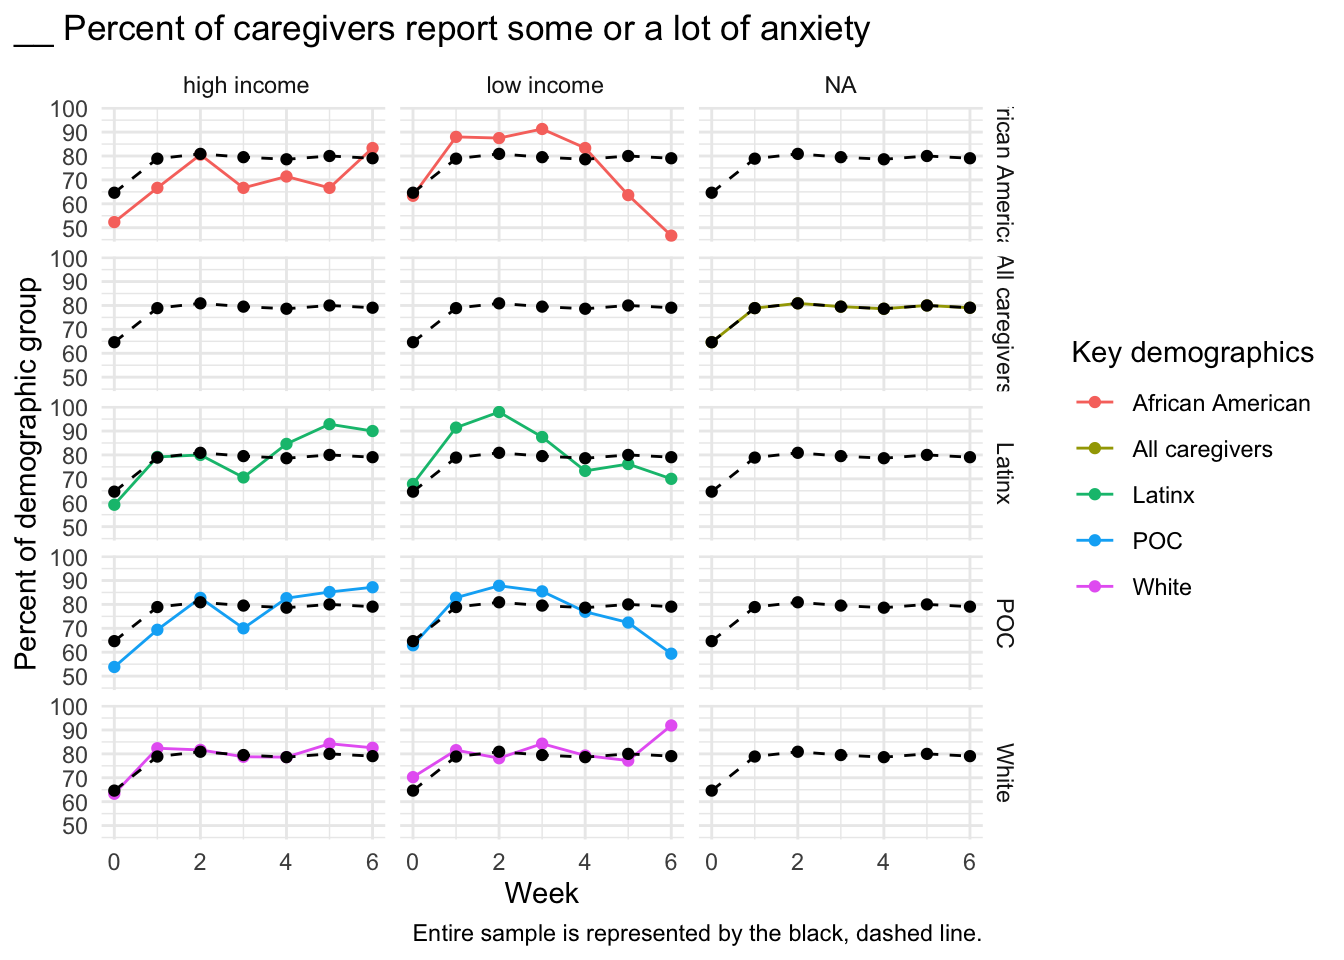 __ Percent of caregivers report some or a lot of anxiety
high income low income NA
100
90
80
70
60
50
rican Americ
100
90
80
70
60
50
All caregivers
100
90
80
70
60
50
Latinx
100
90
80
70
60
50
POC
100
90
80
70
60
50
White
0 2 4 6 0 2 4 6 0 2 4 6
Week
Percent of demographic group
Key demographics
African American
All caregivers
Latinx
POC
White
Entire sample is represented by the black, dashed line.